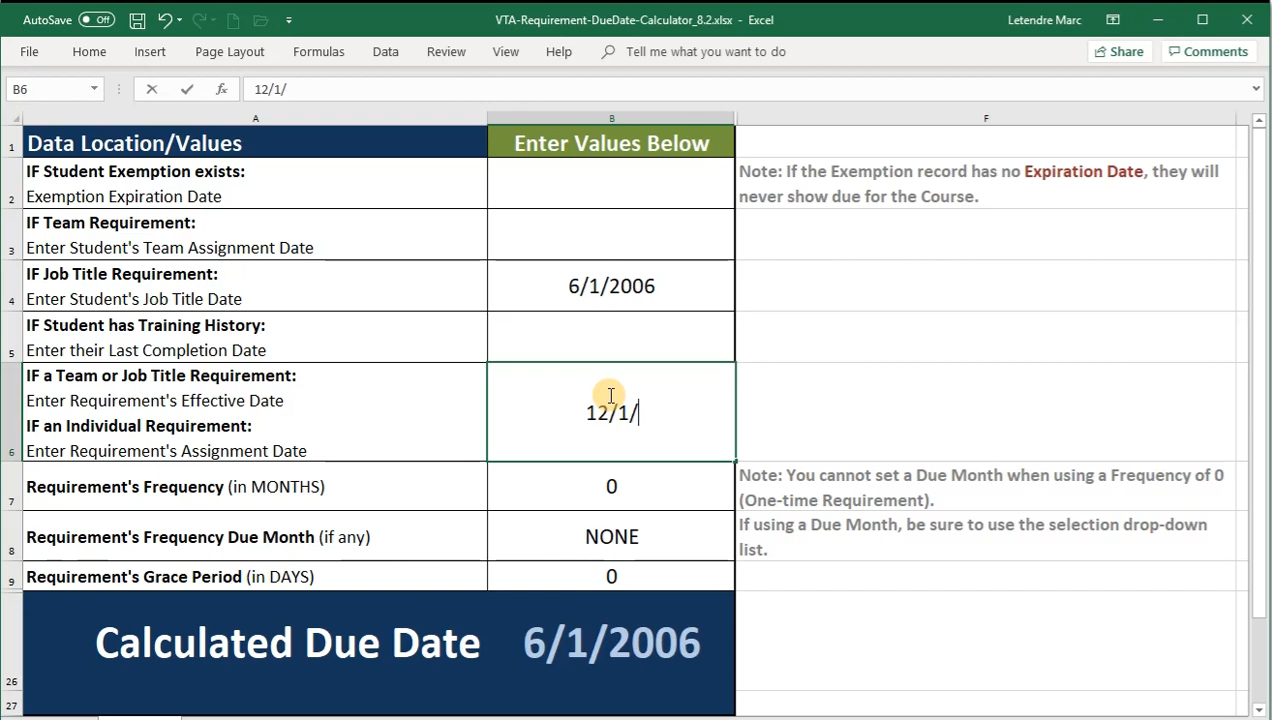 AutoSave Off VTA-Requirement-DueDate-Calculator_8.2.xlsx - Excel Letendre Marc
File Home Insert Page Layout Formulas Data Review View Help Tell me what you want to do Share Comments
B6 fx 12/1/
A B F
1 Data Location/Values Enter Values Below
IF Student Exemption exists: Note: If the Exemption record has no Expiration Date, they will
2 Exemption Expiration Date never show due for the Course.
IF Team Requirement:
3 Enter Student's Team Assignment Date
IF Job Title Requirement: 6/1/2006
4 Enter Student's Job Title Date
IF Student has Training History:
5 Enter their Last Completion Date
IF a Team or Job Title Requirement:
Enter Requirement's Effective Date 12/1/
IF an Individual Requirement:
6 Enter Requirement's Assignment Date
7 Requirement's Frequency (in MONTHS) 0 Note: You cannot set a Due Month when using a Frequency of 0
(One-time Requirement).
8 Requirement's Frequency Due Month (if any) NONE If using a Due Month, be sure to use the selection drop-down
list.
9 Requirement's Grace Period (in DAYS) 0
Calculated Due Date 6/1/2006
26
27